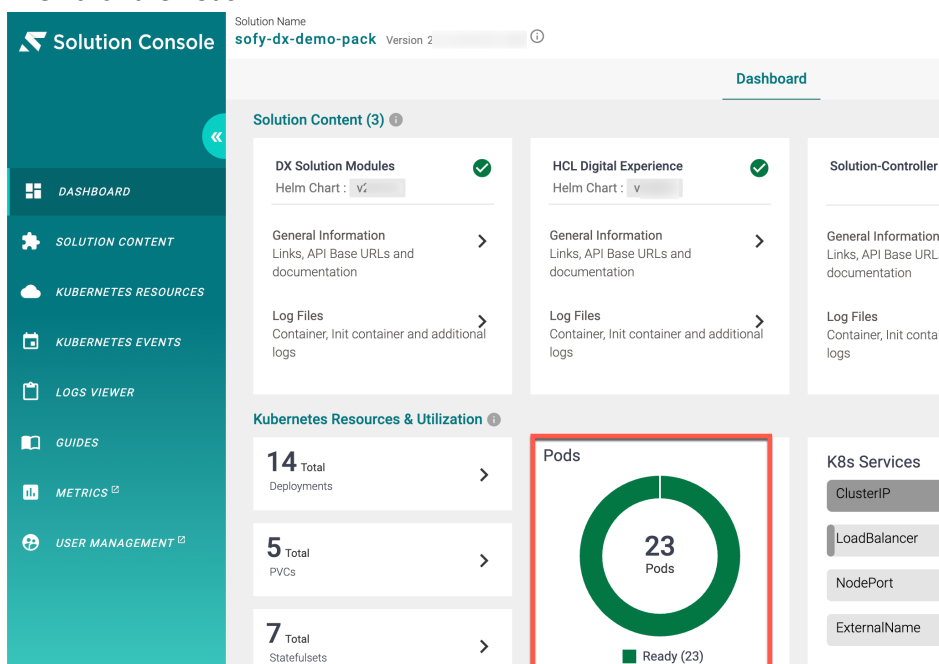 Solution Console
Solution Name
sofy-dx-demo-pack Version 2
Dashboard
DASHBOARD
SOLUTION CONTENT
KUBERNETES RESOURCES
KUBERNETES EVENTS
LOGS VIEWER
GUIDES
METRICS
USER MANAGEMENT
Solution Content (3)
DX Solution Modules
Helm Chart :
General Information
Links, API Base URLs and
documentation
Log Files
Container, Init container and additional
logs
HCL Digital Experience
Helm Chart : v
General Information
Links, API Base URLs and
documentation
Log Files
Container, Init container and additional
logs
Solution-Controller
General Information
Links, API Base URL
documentation
Log Files
Container, Init conta
logs
Kubernetes Resources & Utilization
14 Total
Deployments
5 Total
PVCs
7 Total
Statefulsets
Pods
23
Pods
Ready (23)
K8s Services
ClusterIP
LoadBalancer
NodePort
ExternalName